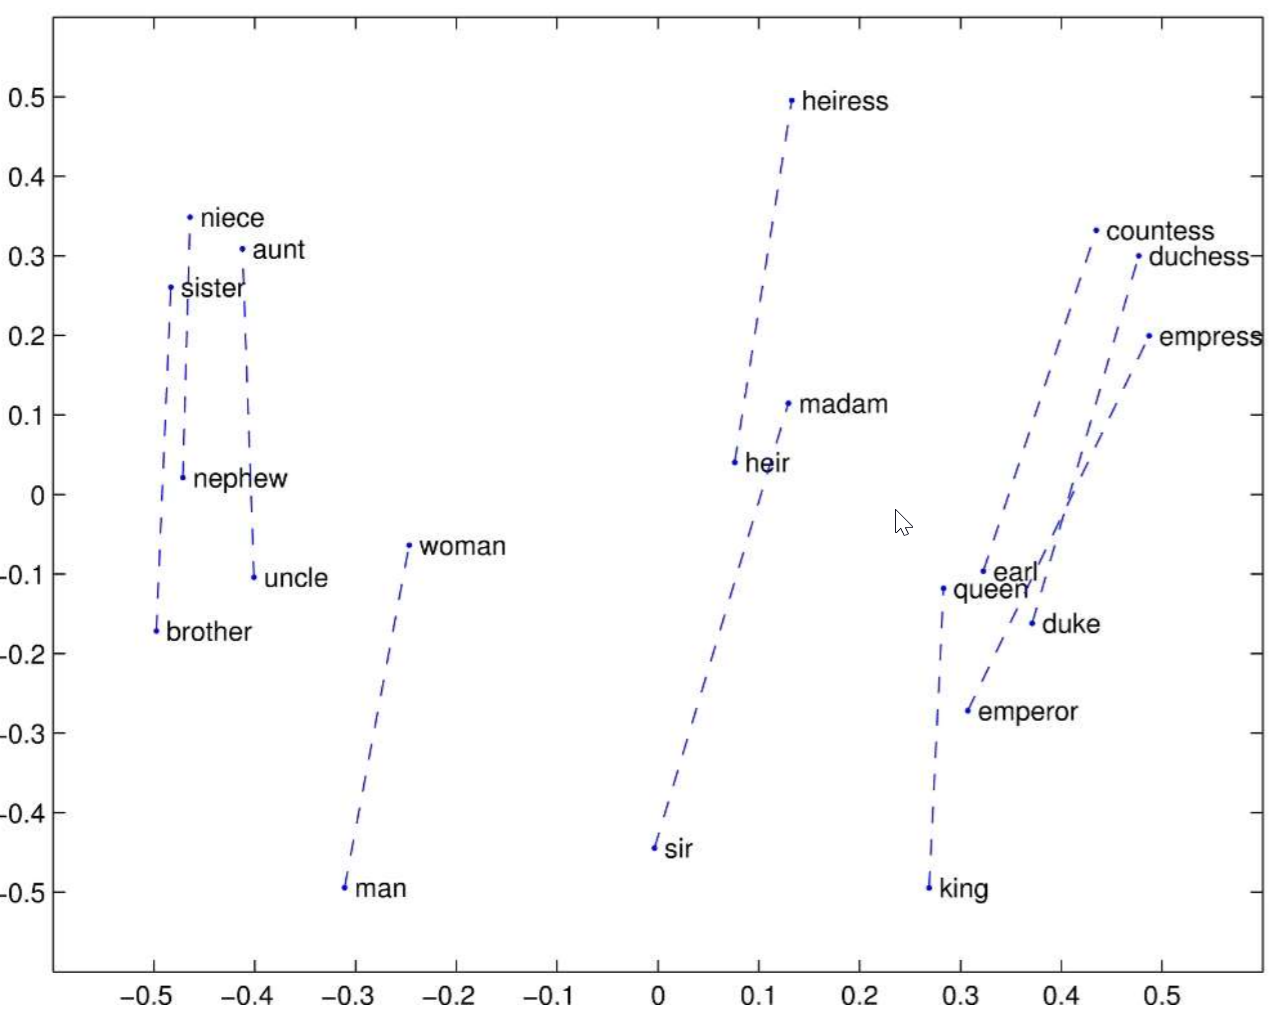 0.5
heiress
0.4
niece
aunt
countess
0.3
duchess
sister
0.2
empress
0.1
madam
heir
nephew
0
woman
-0.1
uncle
earl
queen
brother
duke
-0.2
emperor
-0.3
-0.4
sir
-0.5
man
king
−0.5 −0.4 −0.3 −0.2 −0.1 0 0.1 0.2 0.3 0.4 0.5